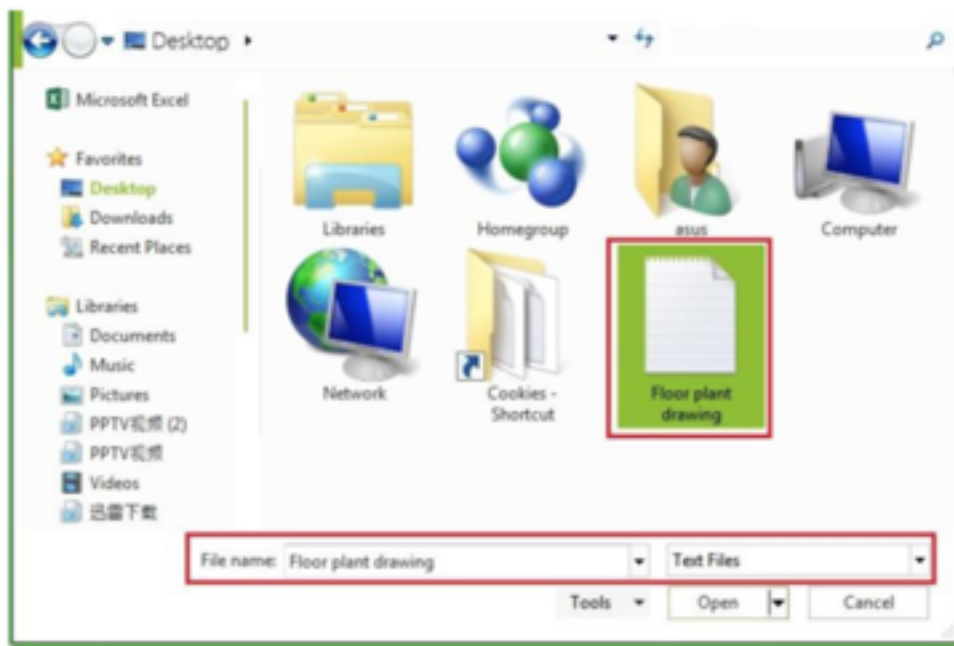 Desktop
Microsoft Excel
Favorites
Desktop
Downloads
Recent Places
Libraries
Documents
Music
Pictures
PPTV视频 (2)
PPTV视频
Videos
迅雷下载
Libraries
Homegroup
asus
Computer
Network
Cookies -
Shortcut
Floor plant
drawing
File name: Floor plant drawing Text Files
Tools Open Cancel